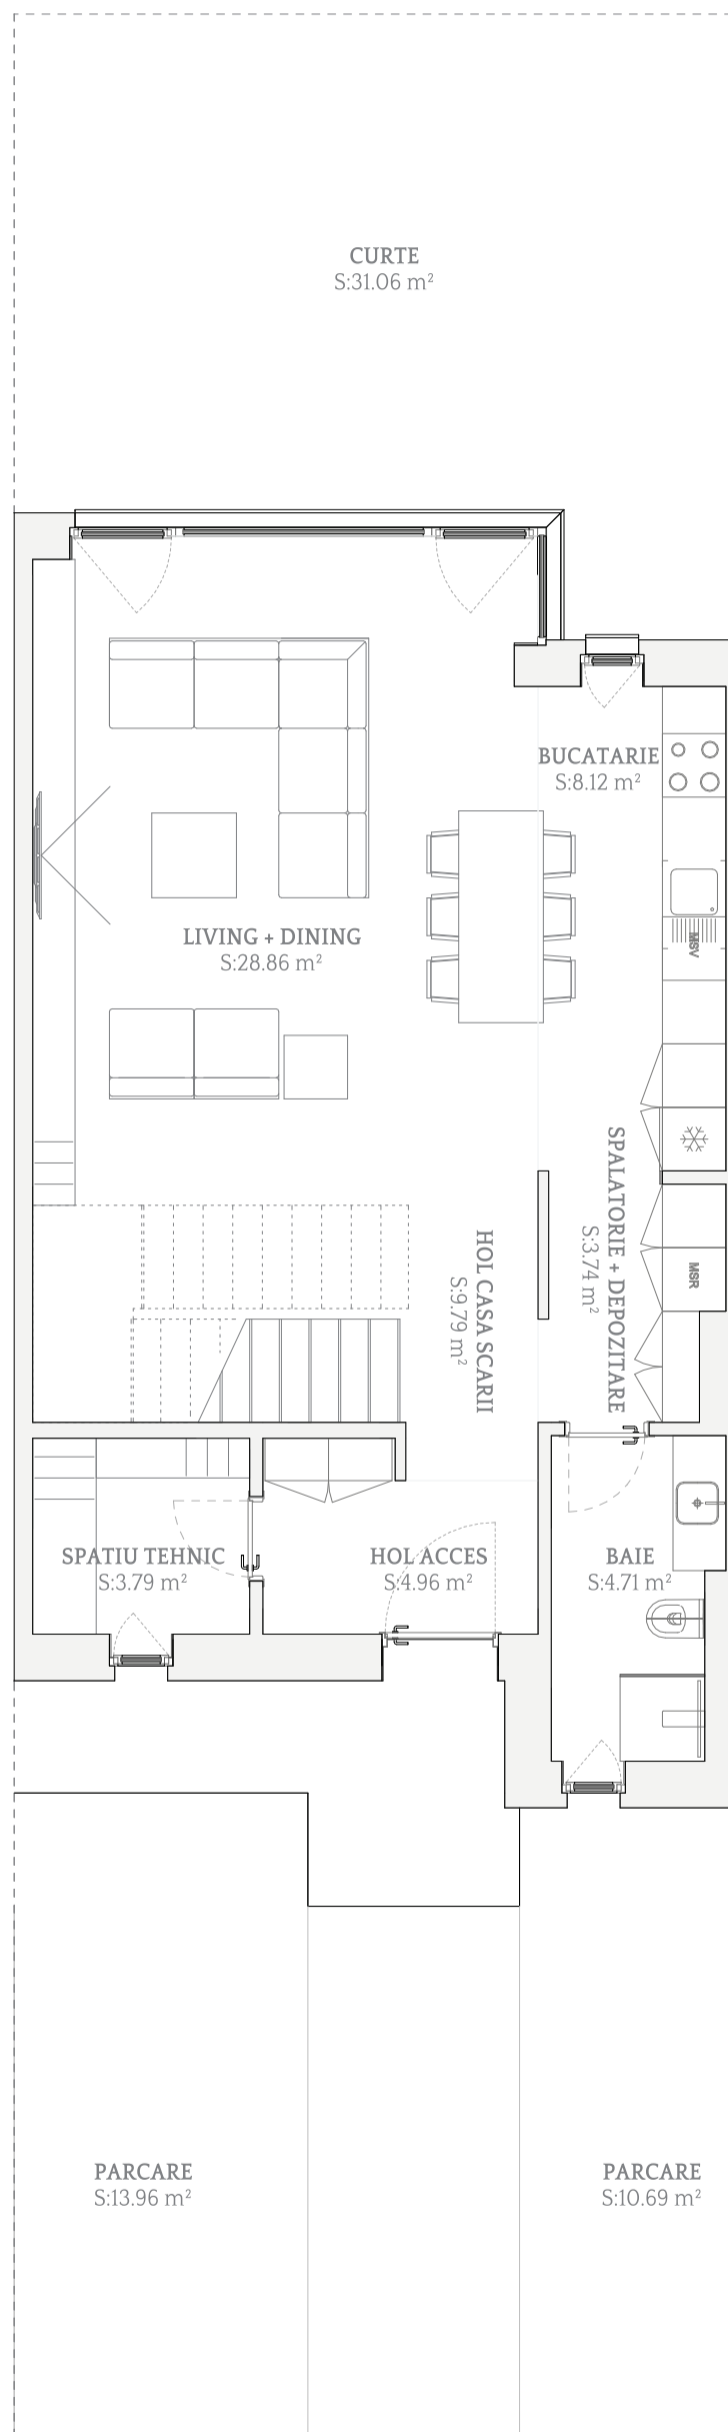 CURTE
S:31.06 m²
BUCATARIE
S:8.12 m²
LIVING + DINING
S:28.86 m²
MSV
SPALATORIE + DEPOZITARE
S:3.74 m²
HOL CASA SCARII
S:9.79 m²
MSR
SPATIU TEHNIC
S:3.79 m²
HOL ACCES
S:4.96 m²
BAIE
S:4.71 m²
PARCARE
S:13.96 m²
PARCARE
S:10.69 m²